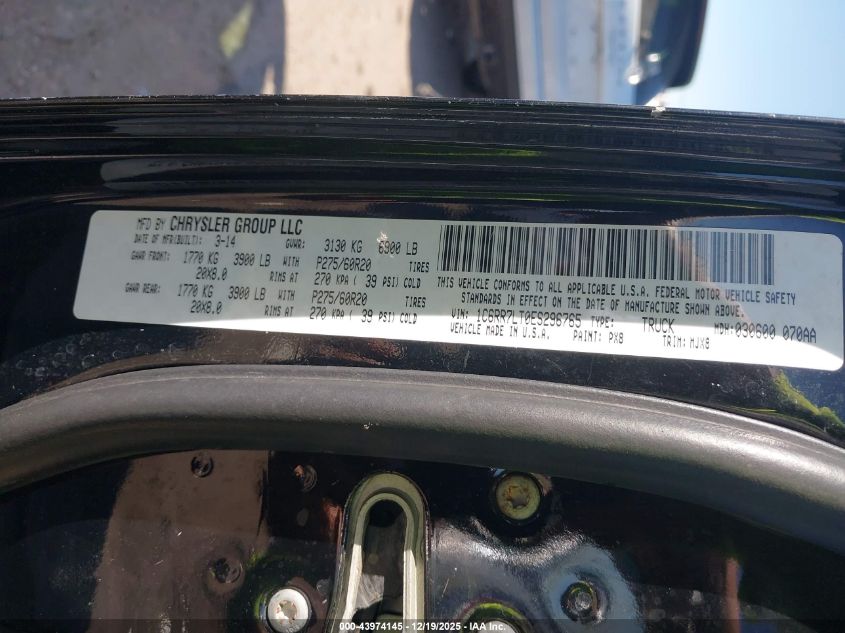 MFD BY CHRYSLER GROUP LLC
DATE OF MFR(BUILT): 3-14 GVWR: 3130 KG 6900 LB
GAWR FRONT: 1770 KG 3900 LB WITH P275/60R20 TIRES
20X8.0 RIMS AT 270 KPA ( 39 PSI) COLD
GAWR REAR: 1770 KG 3900 LB WITH P275/60R20 TIRES
20X8.0 RIMS AT 270 KPA ( 39 PSI) COLD
THIS VEHICLE CONFORMS TO ALL APPLICABLE U.S.A. FEDERAL MOTOR VEHICLE SAFETY
STANDARDS IN EFFECT ON THE DATE OF MANUFACTURE SHOWN ABOVE.
VIN: 1C6RR7LT0ES296785 TYPE: TRUCK MDH: 030600 070AA
VEHICLE MADE IN U.S.A. PAINT: PX8 TRIM: MJX8
000-43974145 - 12/19/2025 - IAA, Inc.